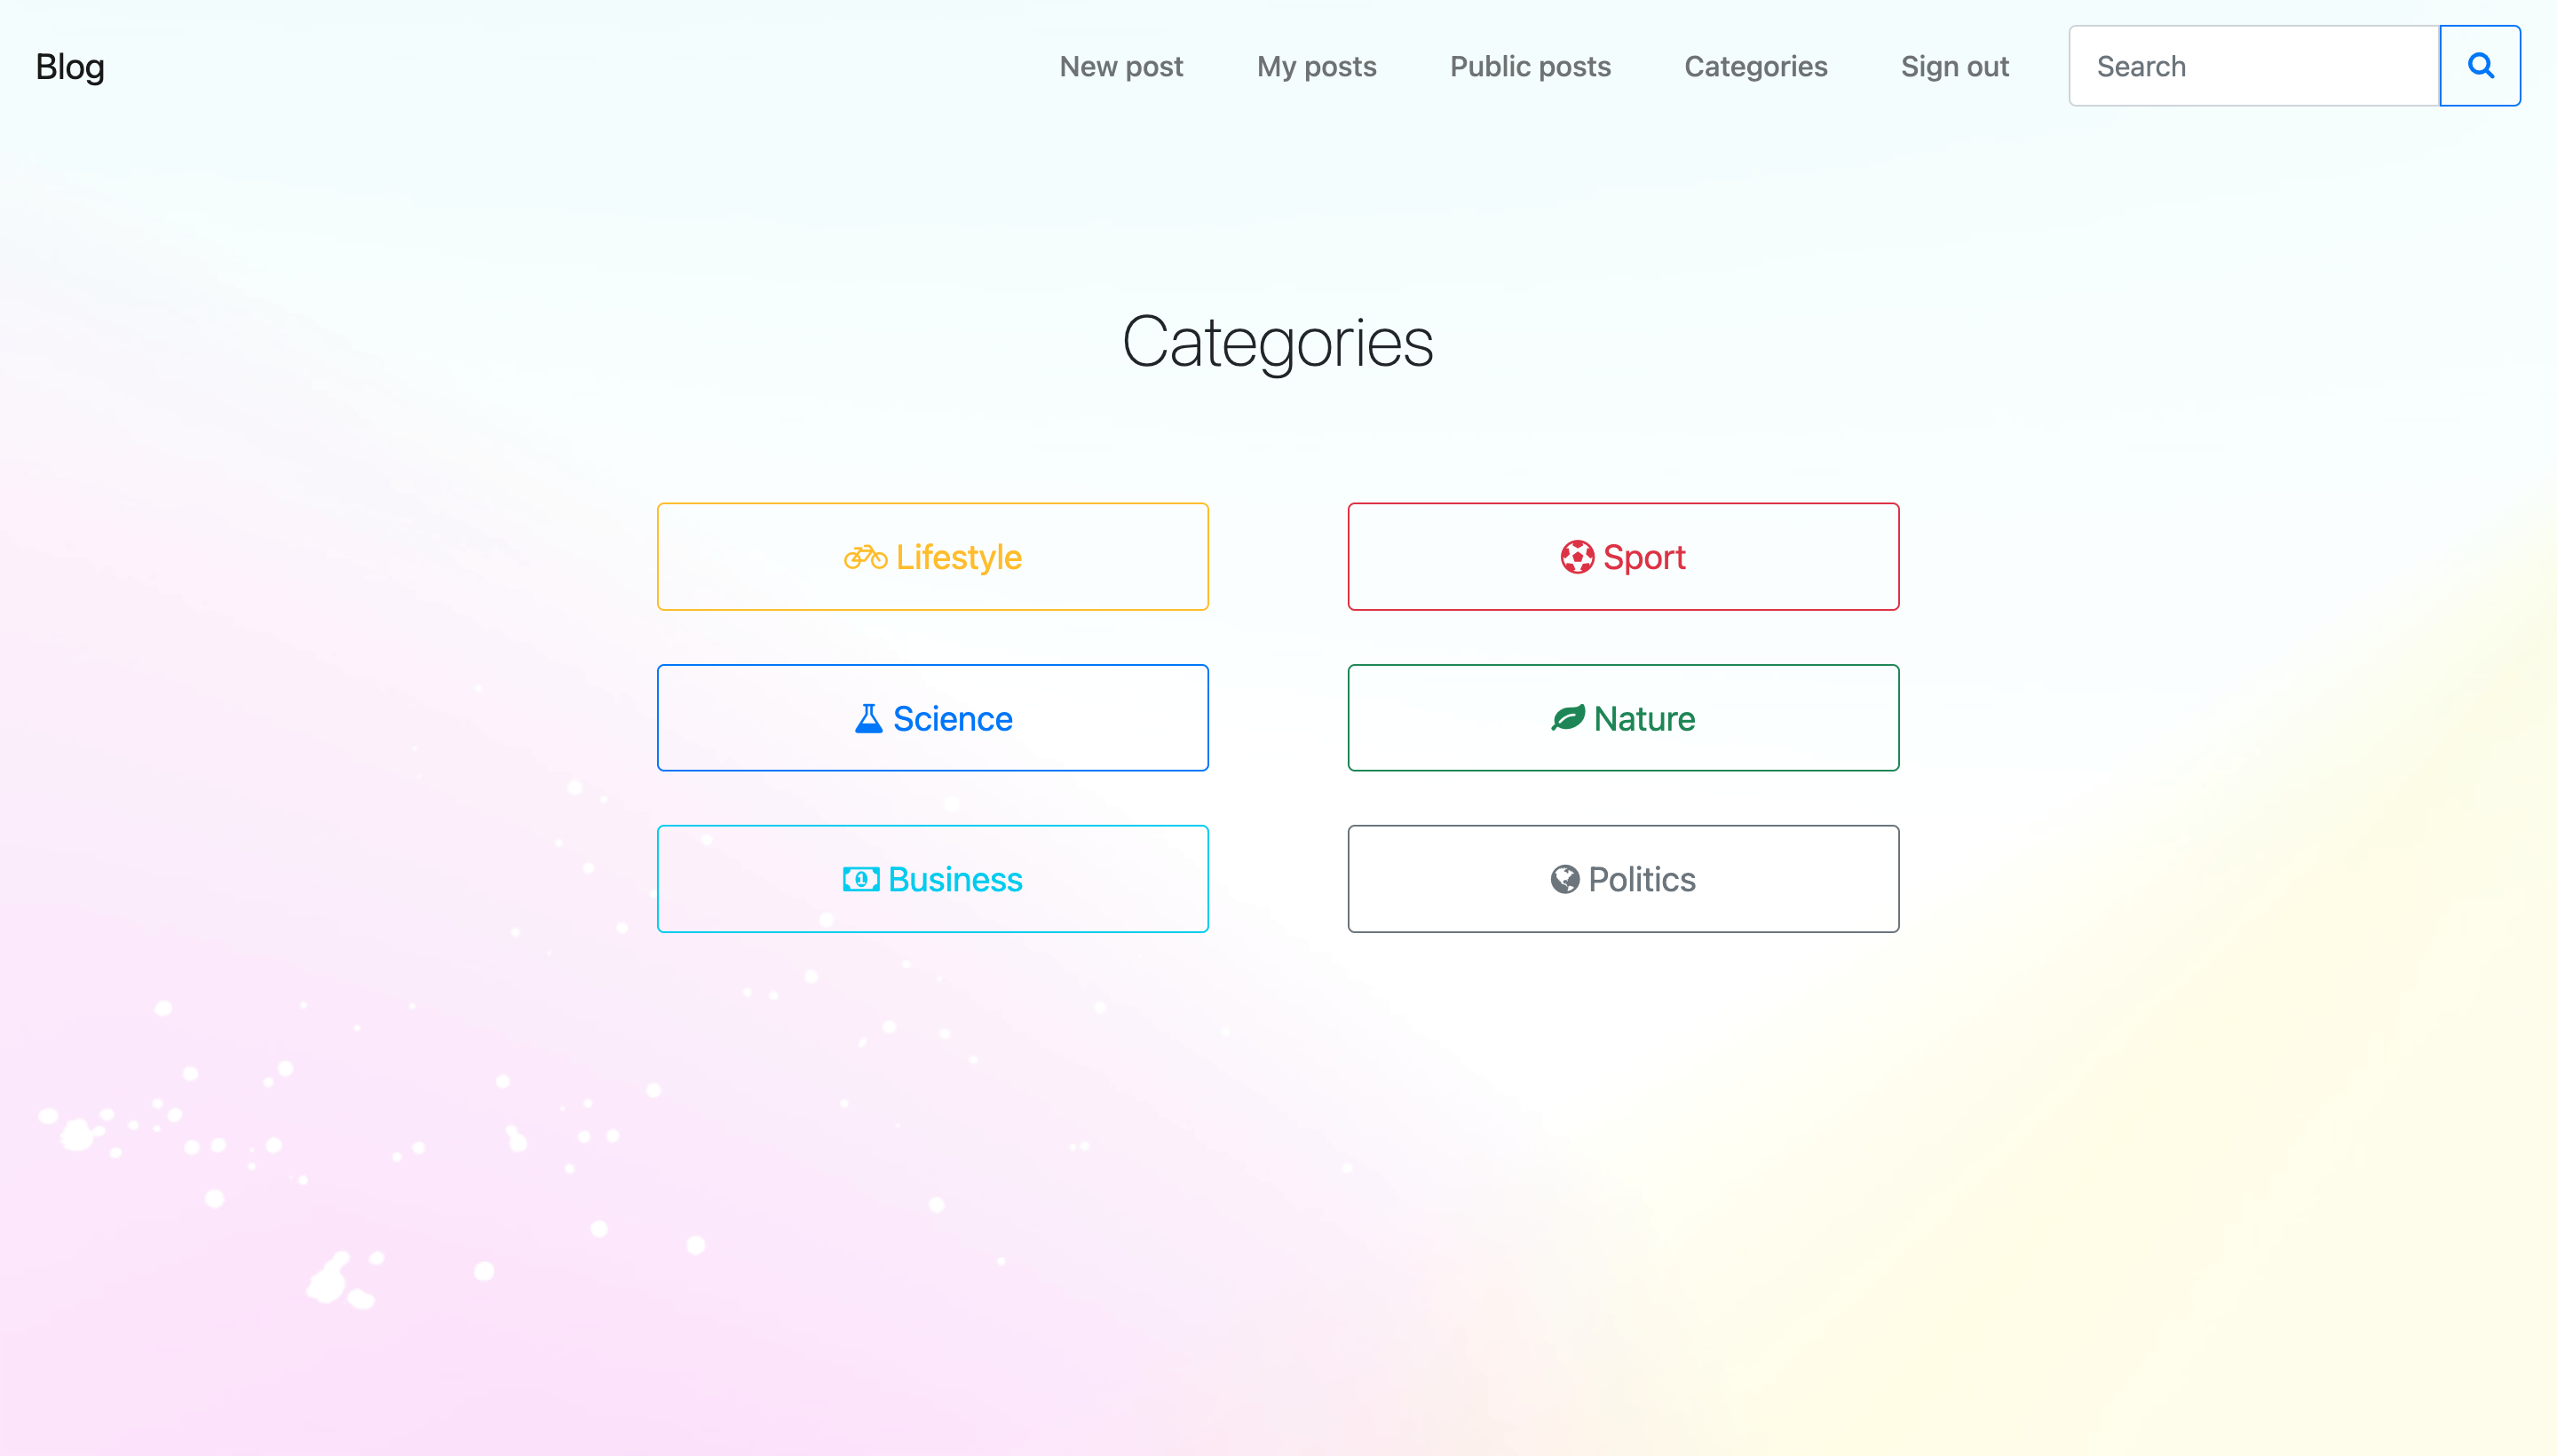 Blog
New post
My posts
Public posts
Categories
Sign out
Search
Categories
Lifestyle
Sport
Science
Nature
Business
Politics